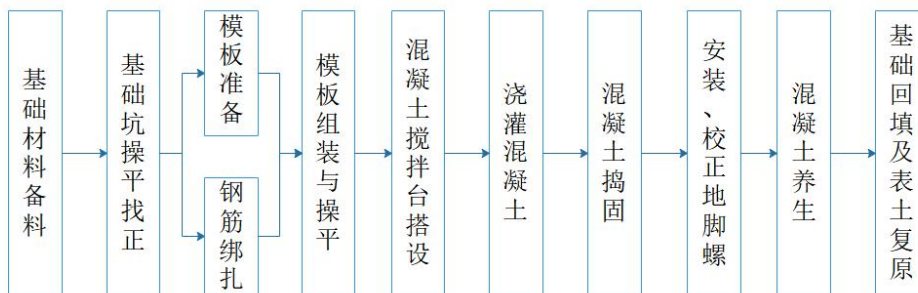 基础材料备料
基础坑操平找正
模板准备
钢筋绑扎
模板组装与操平
混凝土搅拌台搭设
浇灌混凝土
混凝土捣固
安装、校正地脚螺
混凝土养生
基础回填及表土复原